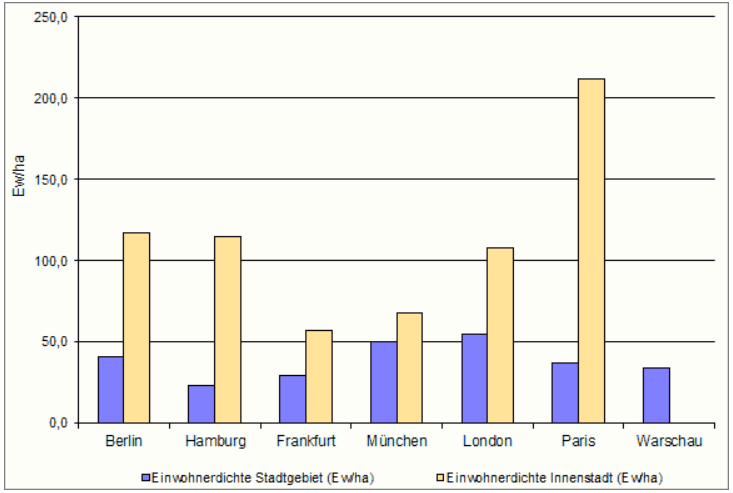 250,0
200,0
150,0
100,0
50,0
0,0
Ew/ha
Berlin Hamburg Frankfurt München London Paris Warschau
Einwohnerdichte Stadtgebiet (Ew/ha) Einwohnerdichte Innenstadt (Ew/ha)